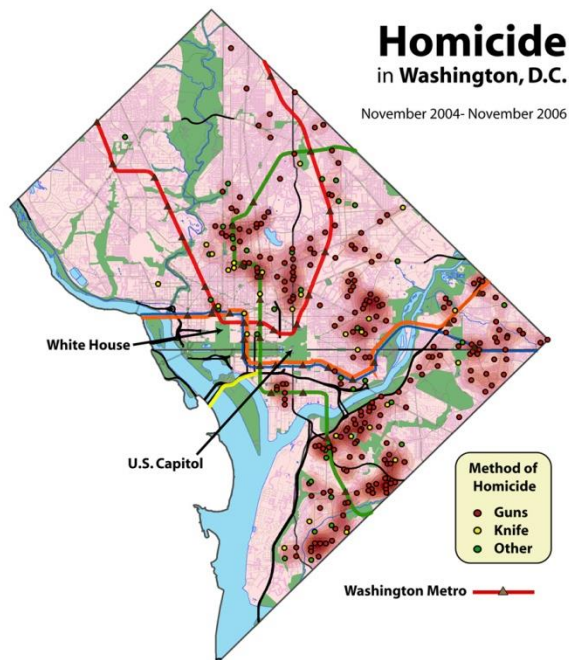 Homicide
in Washington, D.C.
November 2004- November 2006
White House
U.S. Capitol
Method of
Homicide
Guns
Knife
Other
Washington Metro